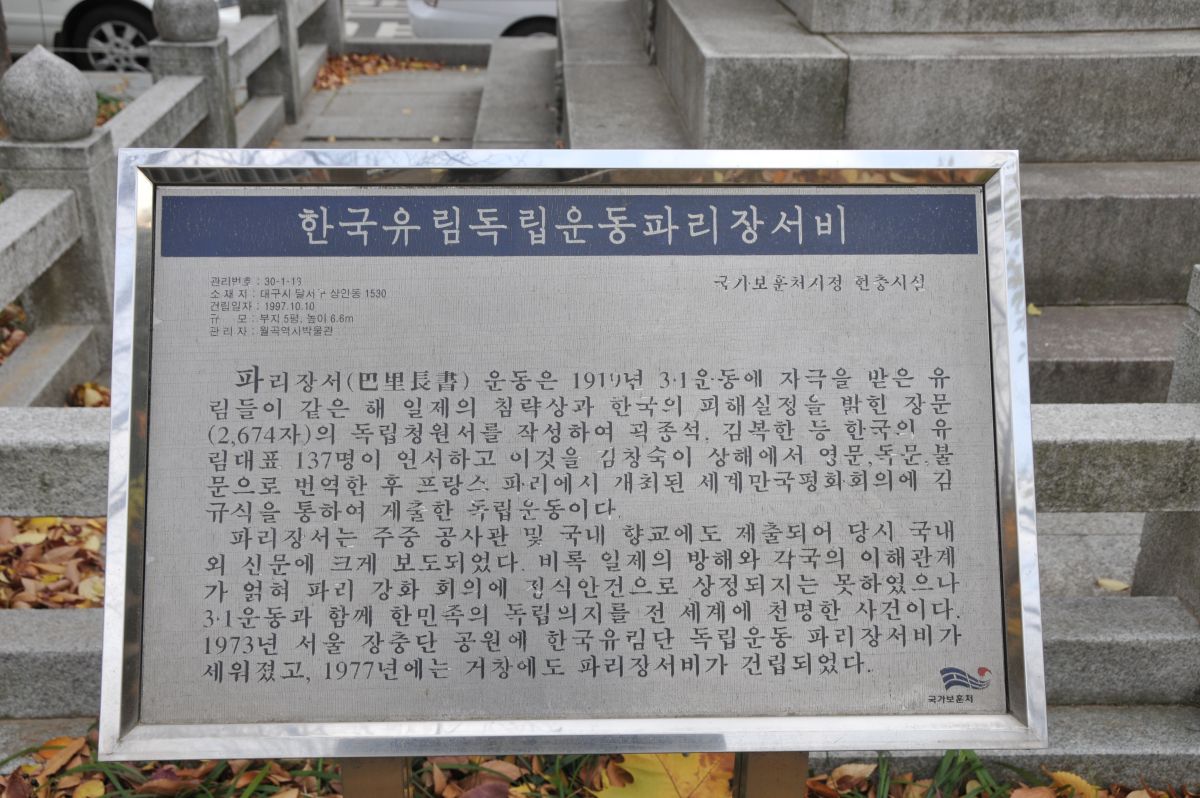 한국유림독립운동파리장서비
국가보훈처지정 현충시설
관리번호 : 30-1-13
소 재 지 : 대구시 달서구 상인동 1530
건립일자 : 1997.10.10
규 모 : 부지 5평, 높이 6.6m
관 리 자 : 월곡역사박물관
파리장서(巴里長書) 운동은 1919년 3·1운동에 자극을 받은 유
림들이 같은 해 일제의 침략상과 한국의 피해실정을 밝힌 장문
(2,674자)의 독립청원서를 작성하여 곽종석, 김복한 등 한국의 유
림대표 137명이 언서하고 이것을 김창숙이 상해에서 영문,독문,불
문으로 번역한 후 프랑스 파리에서 개최된 세계만국평화회의에 김
규식을 통하여 제출한 독립운동이다.
파리장서는 주중 공사관 및 국내 향교에도 제출되어 당시 국내
외 신문에 크게 보도되었다. 비록 일제의 방해와 각국의 이해관계
가 얽혀 파리 강화 회의에 정식안건으로 상정되지는 못하였으나
3·1운동과 함께 한민족의 독립의지를 전 세계에 천명한 사건이다.
1973년 서울 장충단 공원에 한국유림단 독립운동 파리장서비가
세워졌고, 1977년에는 거창에도 파리장서비가 건립되었다.
국가보훈처